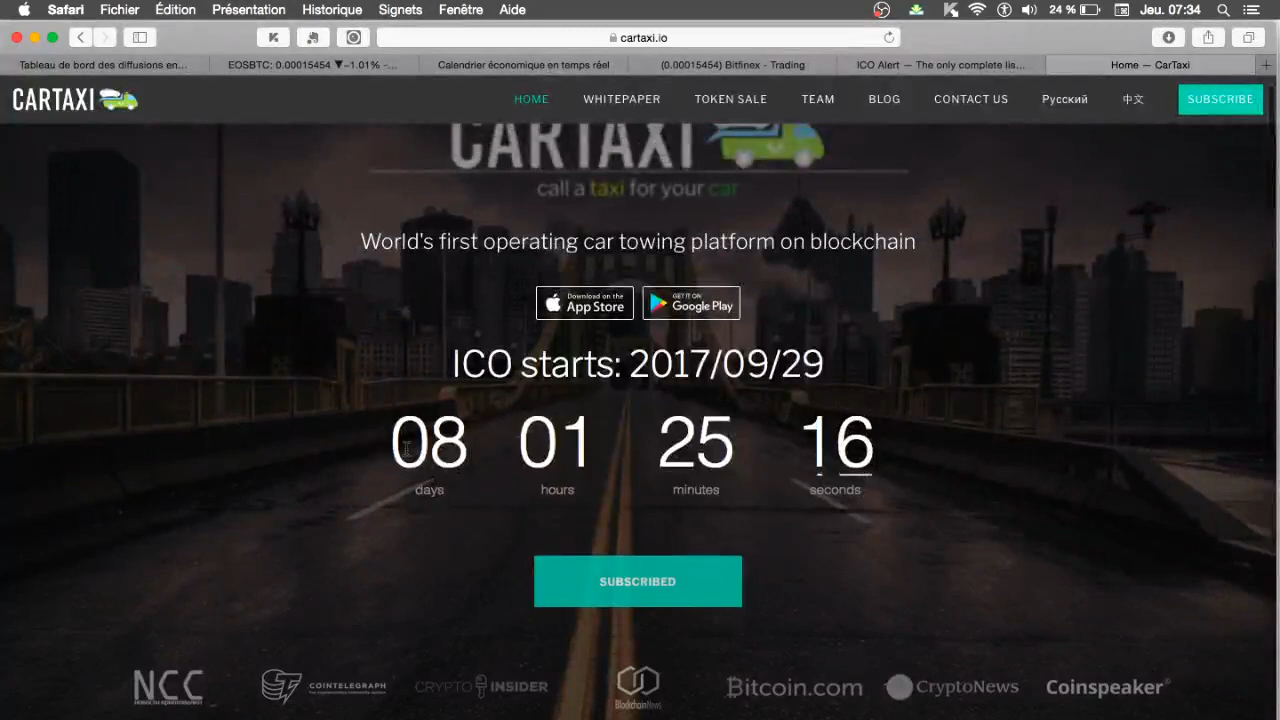 Safari Fichier Édition Présentation Historique Signets Fenêtre Aide 24 % Jeu. 07:34
cartaxi.io
Tableau de bord des diffusions en... EOSBTC: 0.00015454 ▼−1.01% -... Calendrier économique en temps réel (0.00015454) Bitfinex - Trading ICO Alert — The only complete lis... Home — CarTaxi
CARTAXI HOME WHITEPAPER TOKEN SALE TEAM BLOG CONTACT US Русский 中文 SUBSCRIBE
CARTAXI
call a taxi for your car
World's first operating car towing platform on blockchain
Download on the App Store GET IT ON Google Play
ICO starts: 2017/09/29
08 01 25 16
days hours minutes seconds
SUBSCRIBED
NCC COINTELEGRAPH CRYPTO INSIDER BlockchainNews Bitcoin.com CryptoNews Coinspeaker